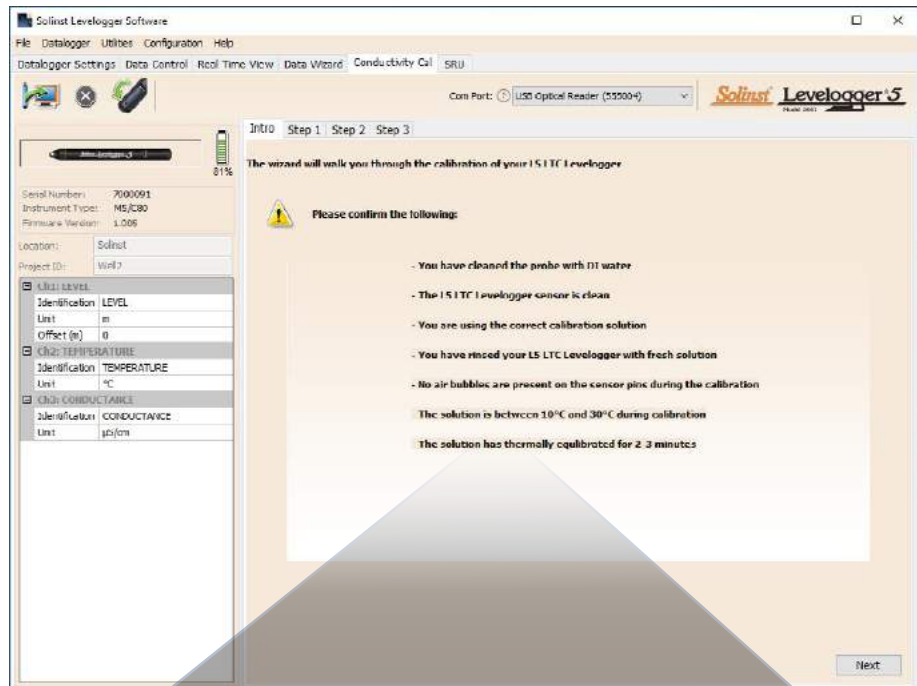 Solinst Levelogger Software
File Datalogger Utilities Configuration Help
Datalogger Settings Data Control Real Time View Data Wizard Conductivity Cal SRU
Com Port: USB Optical Reader (555004)
Solinst Levelogger 5
81%
Serial Number: 7000091
Instrument Type: M5/C80
Firmware Version: 1.006
Location: Solinst
Project ID: Well 2
Ch1: LEVEL
Identification LEVEL
Unit m
Offset (m) 0
Ch2: TEMPERATURE
Identification TEMPERATURE
Unit °C
Ch3: CONDUCTANCE
Identification CONDUCTANCE
Unit µS/cm
Intro Step 1 Step 2 Step 3
The wizard will walk you through the calibration of your L5 LTC Levelogger
Please confirm the following:
- You have cleaned the probe with DI water
- The L5 LTC Levelogger sensor is clean
- You are using the correct calibration solution
- You have rinsed your L5 LTC Levelogger with fresh solution
- No air bubbles are present on the sensor pins during the calibration
The solution is between 10°C and 30°C during calibration
The solution has thermally equilibrated for 2-3 minutes
Next